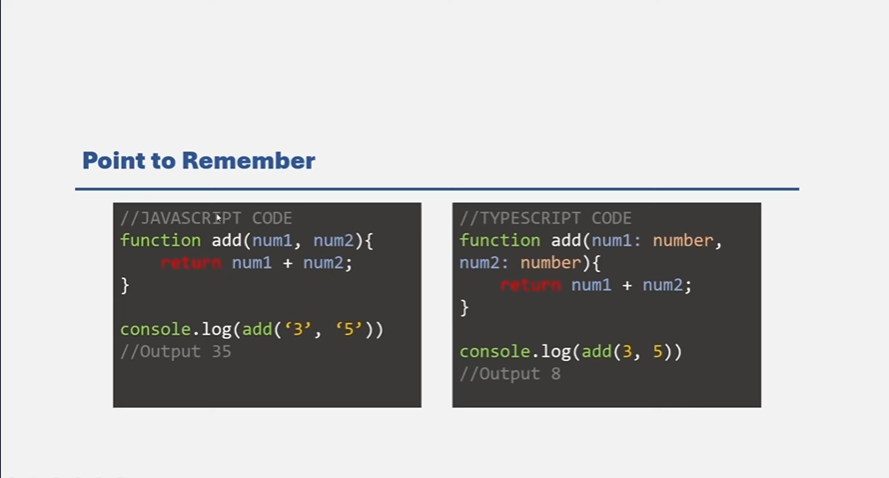 Point to Remember
//JAVASCRIPT CODE
function add(num1, num2){
return num1 + num2;
}
console.log(add(‘3’, ‘5’))
//Output 35
//TYPESCRIPT CODE
function add(num1: number,
num2: number){
return num1 + num2;
}
console.log(add(3, 5))
//Output 8